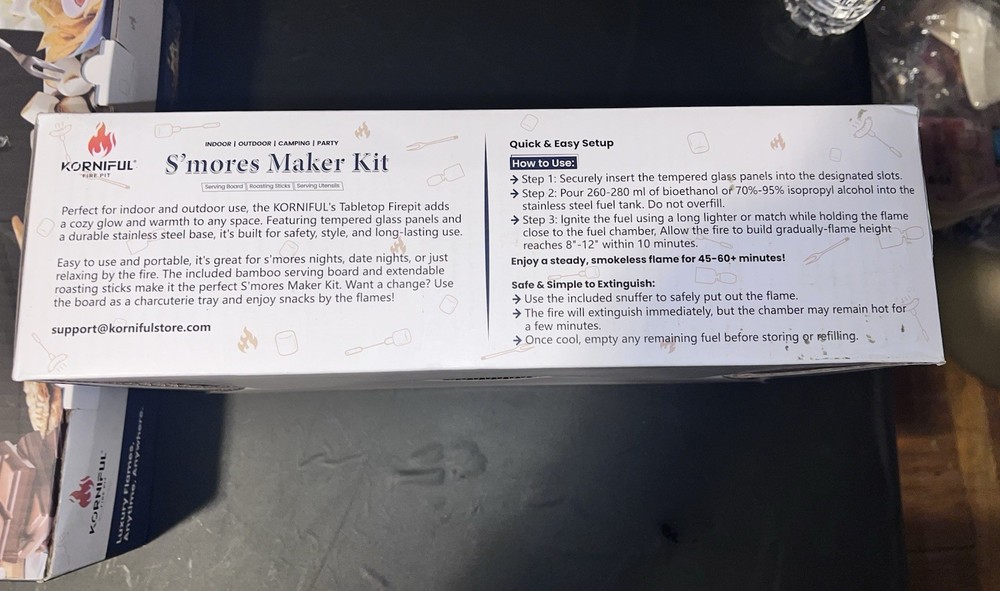 KORNIFUL
FIRE PIT
INDOOR | OUTDOOR | CAMPING | PARTY
S'mores Maker Kit
Serving Board | Roasting Sticks | Serving Utensils
Perfect for indoor and outdoor use, the KORNIFUL's Tabletop Firepit adds
a cozy glow and warmth to any space. Featuring tempered glass panels and
a durable stainless steel base, it's built for safety, style, and long-lasting use.
Easy to use and portable, it's great for s'mores nights, date nights, or just
relaxing by the fire. The included bamboo serving board and extendable
roasting sticks make it the perfect S'mores Maker Kit. Want a change? Use
the board as a charcuterie tray and enjoy snacks by the flames!
support@kornifulstore.com
Quick & Easy Setup
How to Use:
→ Step 1: Securely insert the tempered glass panels into the designated slots.
→ Step 2: Pour 260-280 ml of bioethanol or 70%-95% isopropyl alcohol into the
stainless steel fuel tank. Do not overfill.
→ Step 3: Ignite the fuel using a long lighter or match while holding the flame
close to the fuel chamber, Allow the fire to build gradually-flame height
reaches 8"-12" within 10 minutes.
Enjoy a steady, smokeless flame for 45-60+ minutes!
Safe & Simple to Extinguish:
→ Use the included snuffer to safely put out the flame.
→ The fire will extinguish immediately, but the chamber may remain hot for
a few minutes.
→ Once cool, empty any remaining fuel before storing or refilling.
KORNIFUL
FIRE PIT
Luxury Flames,
Anytime, Anywhere.